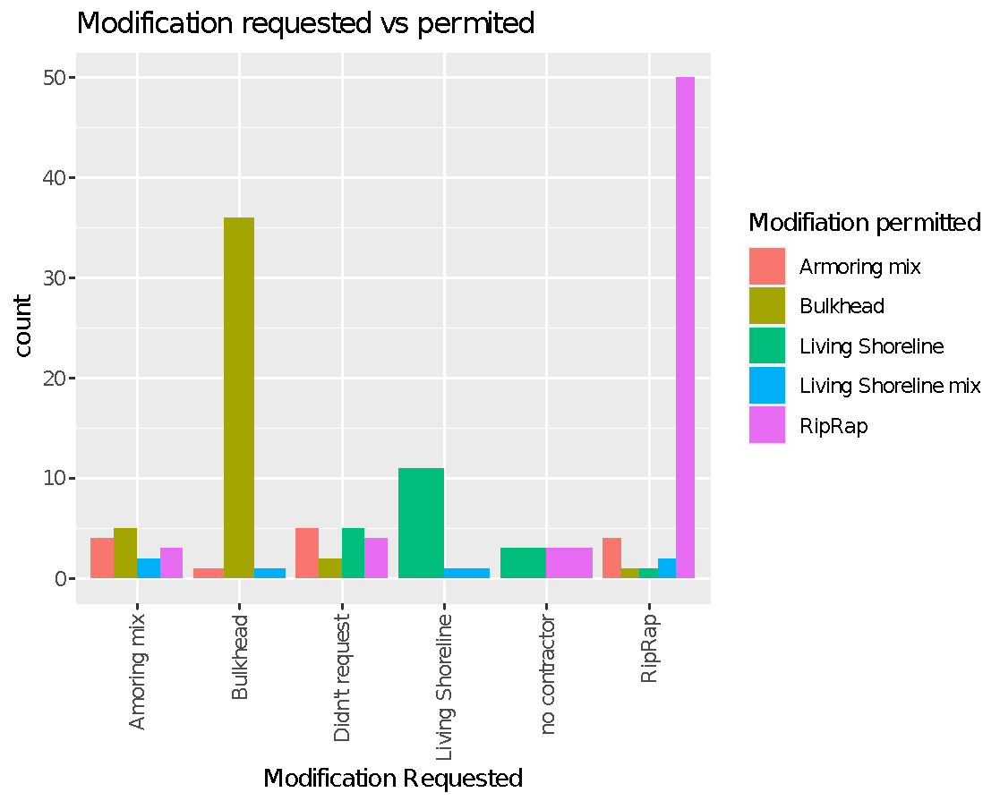 Modification requested vs permited
50
40
30
20
10
0
count
Amoring mix
Bulkhead
Didn't request
Living Shoreline
no contractor
RipRap
Modification Requested
Modifiation permitted
Armoring mix
Bulkhead
Living Shoreline
Living Shoreline mix
RipRap